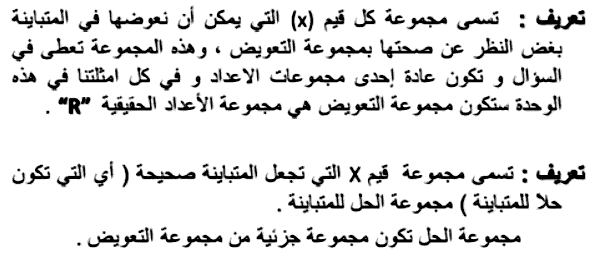 تعريف : تسمى مجموعة كل قيم (x) التي يمكن أن نعوضها في المتباينة
بغض النظر عن صحتها بمجموعة التعويض ، وهذه المجموعة تعطى في
السؤال و تكون عادة إحدى مجموعات الاعداد و في كل امثلتنا في هذه
الوحدة ستكون مجموعة التعويض هي مجموعة الأعداد الحقيقية “R” .
تعريف : تسمى مجموعة قيم X التي تجعل المتباينة صحيحة ( أي التي تكون
حلا للمتباينة ) مجموعة الحل للمتباينة .
مجموعة الحل تكون مجموعة جزئية من مجموعة التعويض .